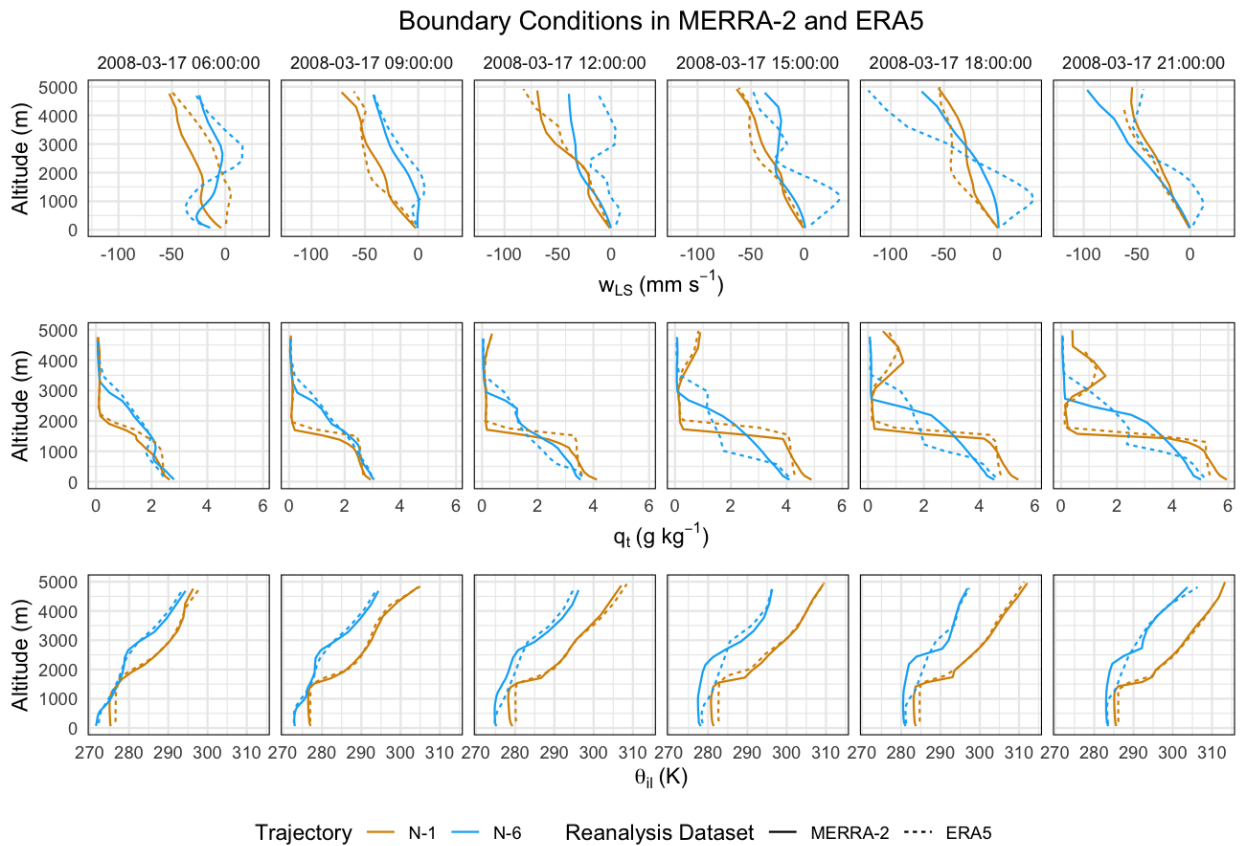 Boundary Conditions in MERRA-2 and ERA5
2008-03-17 06:00:00 2008-03-17 09:00:00 2008-03-17 12:00:00 2008-03-17 15:00:00 2008-03-17 18:00:00 2008-03-17 21:00:00
Altitude (m)
5000
4000
3000
2000
1000
0
-100 -50 0 -100 -50 0 -100 -50 0 -100 -50 0 -100 -50 0 -100 -50 0
w_LS (mm s⁻¹)
Altitude (m)
5000
4000
3000
2000
1000
0
0 2 4 6 0 2 4 6 0 2 4 6 0 2 4 6 0 2 4 6 0 2 4 6
q_t (g kg⁻¹)
Altitude (m)
5000
4000
3000
2000
1000
0
270 280 290 300 310 270 280 290 300 310 270 280 290 300 310 270 280 290 300 310 270 280 290 300 310 270 280 290 300 310
θ_il (K)
Trajectory N-1 N-6 Reanalysis Dataset MERRA-2 ERA5